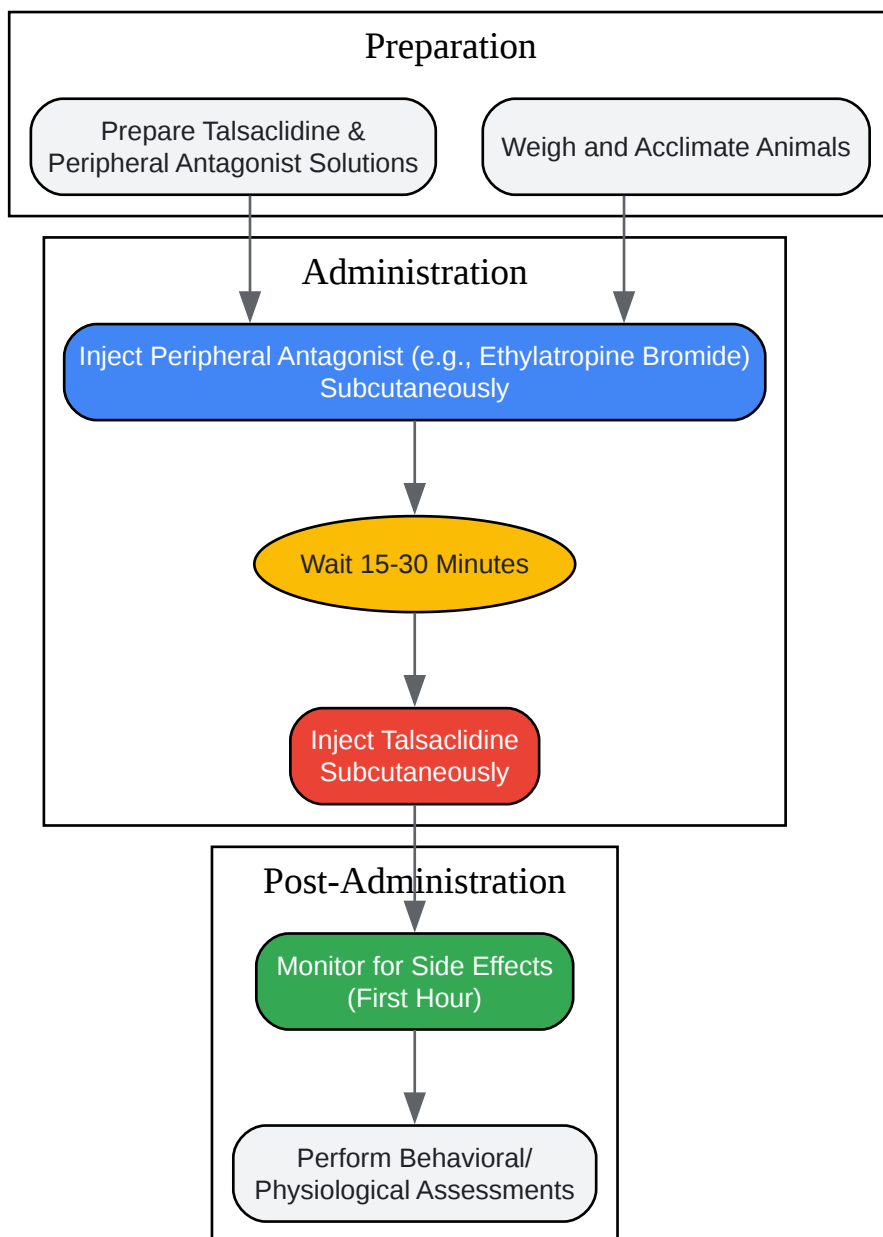 Preparation
Prepare Talsaclidine &
Peripheral Antagonist Solutions
Weigh and Acclimate Animals
Administration
Inject Peripheral Antagonist (e.g., Ethylatropine Bromide)
Subcutaneously
Wait 15-30 Minutes
Inject Talsaclidine
Subcutaneously
Post-Administration
Monitor for Side Effects
(First Hour)
Perform Behavioral/
Physiological Assessments